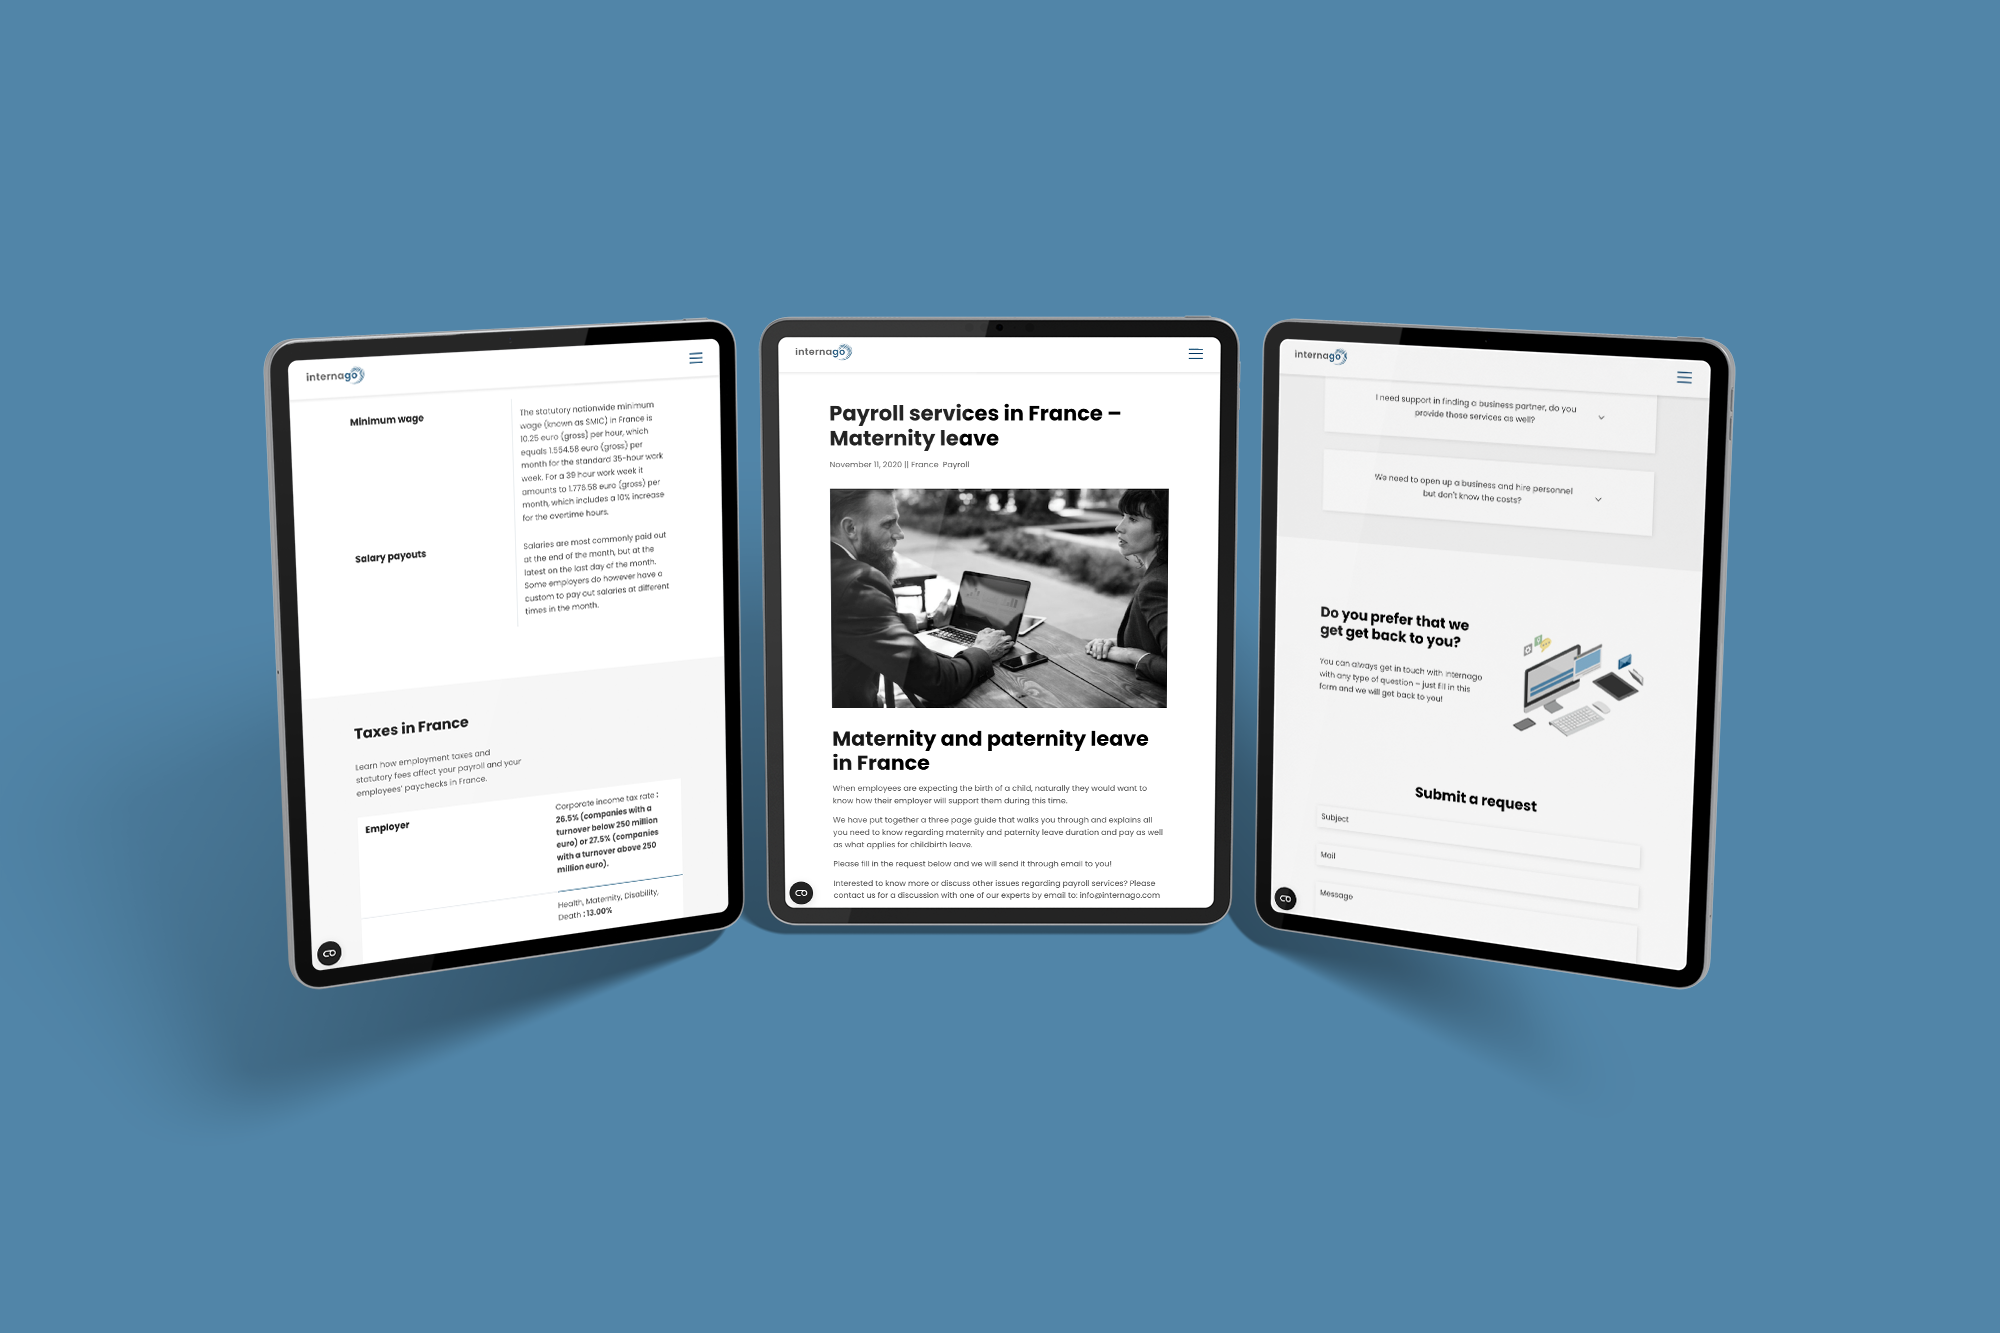 internago
Minimum wage
The statutory nationwide minimum
wage (known as SMIC) in France is
10.25 euro (gross) per hour, which
equals 1.554.58 euro (gross) per
month for the standard 35-hour work
week. For a 39 hour work week it
amounts to 1.776.58 euro (gross) per
month, which includes a 10% increase
for the overtime hours.
Salary payouts
Salaries are most commonly paid out
at the end of the month, but at the
latest on the last day of the month.
Some employers do however have a
custom to pay out salaries at different
times in the month.
Taxes in France
Learn how employment taxes and
statutory fees affect your payroll and your
employees' paychecks in France.
Employer
Corporate income tax rate :
26.5% (companies with a
turnover below 250 million
euro) or 27.5% (companies
with a turnover above 250
million euro).
Health, Maternity, Disability,
Death : 13.00%
internago
Payroll services in France –
Maternity leave
November 11, 2020 || France Payroll
Maternity and paternity leave
in France
When employees are expecting the birth of a child, naturally they would want to
know how their employer will support them during this time.
We have put together a three page guide that walks you through and explains all
you need to know regarding maternity and paternity leave duration and pay as well
as what applies for childbirth leave.
Please fill in the request below and we will send it through email to you!
Interested to know more or discuss other issues regarding payroll services? Please
contact us for a discussion with one of our experts by email to: info@internago.com
internago
I need support in finding a business partner, do you
provide those services as well?
We need to open up a business and hire personnel
but don't know the costs?
Do you prefer that we
get get back to you?
You can always get in touch with Internago
with any type of question – just fill in this
form and we will get back to you!
Submit a request
Subject
Mail
Message